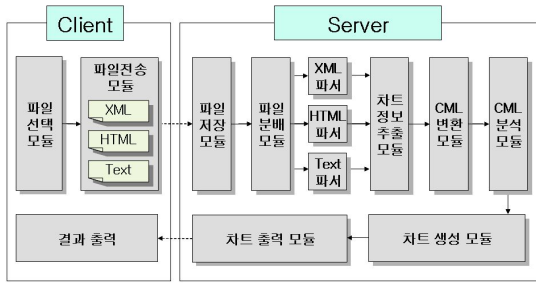 Client
Server
파일
선택
모듈
파일전송
모듈
XML
HTML
Text
파일
저장
모듈
파일
분배
모듈
XML
파서
HTML
파서
Text
파서
차트
정보
추출
모듈
CML
변환
모듈
CML
분석
모듈
결과 출력
차트 출력 모듈
차트 생성 모듈